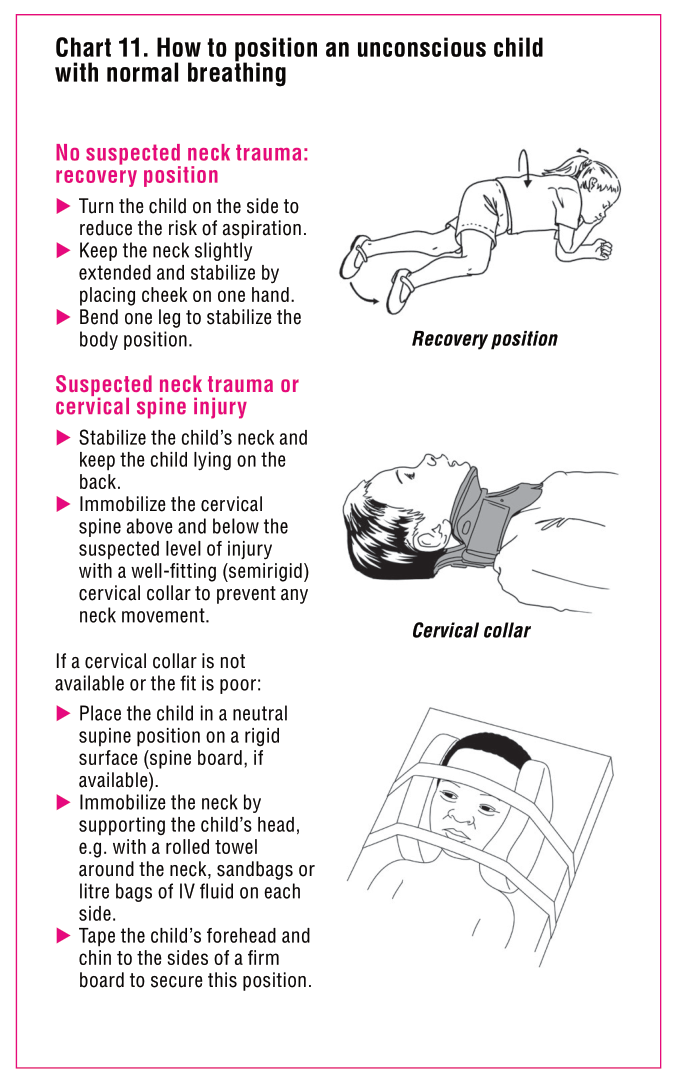 Chart 11. How to position an unconscious child
with normal breathing
No suspected neck trauma:
recovery position
▶ Turn the child on the side to
reduce the risk of aspiration.
▶ Keep the neck slightly
extended and stabilize by
placing cheek on one hand.
▶ Bend one leg to stabilize the
body position.
Recovery position
Suspected neck trauma or
cervical spine injury
▶ Stabilize the child's neck and
keep the child lying on the
back.
▶ Immobilize the cervical
spine above and below the
suspected level of injury
with a well-fitting (semirigid)
cervical collar to prevent any
neck movement.
Cervical collar
If a cervical collar is not
available or the fit is poor:
▶ Place the child in a neutral
supine position on a rigid
surface (spine board, if
available).
▶ Immobilize the neck by
supporting the child's head,
e.g. with a rolled towel
around the neck, sandbags or
litre bags of IV fluid on each
side.
▶ Tape the child's forehead and
chin to the sides of a firm
board to secure this position.